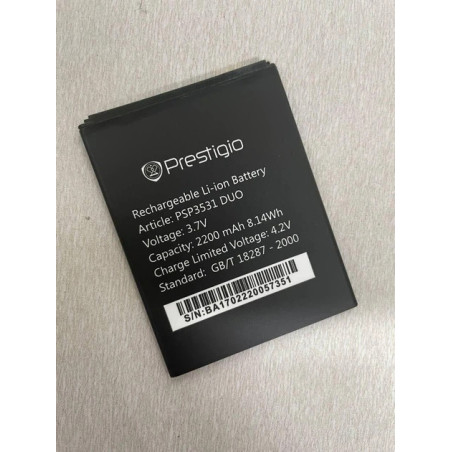 Prestigio
Rechargeable Li-ion Battery
Article: PSP3531 DUO
Voltage: 3.7V
Capacity: 2200 mAh 8.14Wh
Charge Limited Voltage: 4.2V
Standard: GB/T 18287 - 2000
S/N:BA1702220057351